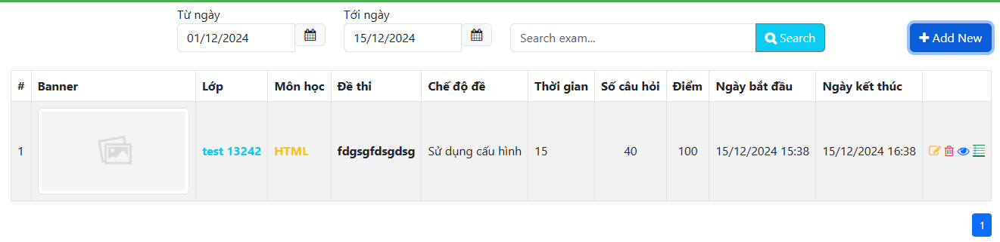 Từ ngày Tới ngày
01/12/2024 15/12/2024 Search exam... Search Add New
# Banner Lớp Môn học Đề thi Chế độ đề Thời gian Số câu hỏi Điểm Ngày bắt đầu Ngày kết thúc
1 test 13242 HTML fdgsgfdsgdsg Sử dụng cấu hình 15 40 100 15/12/2024 15:38 15/12/2024 16:38
1